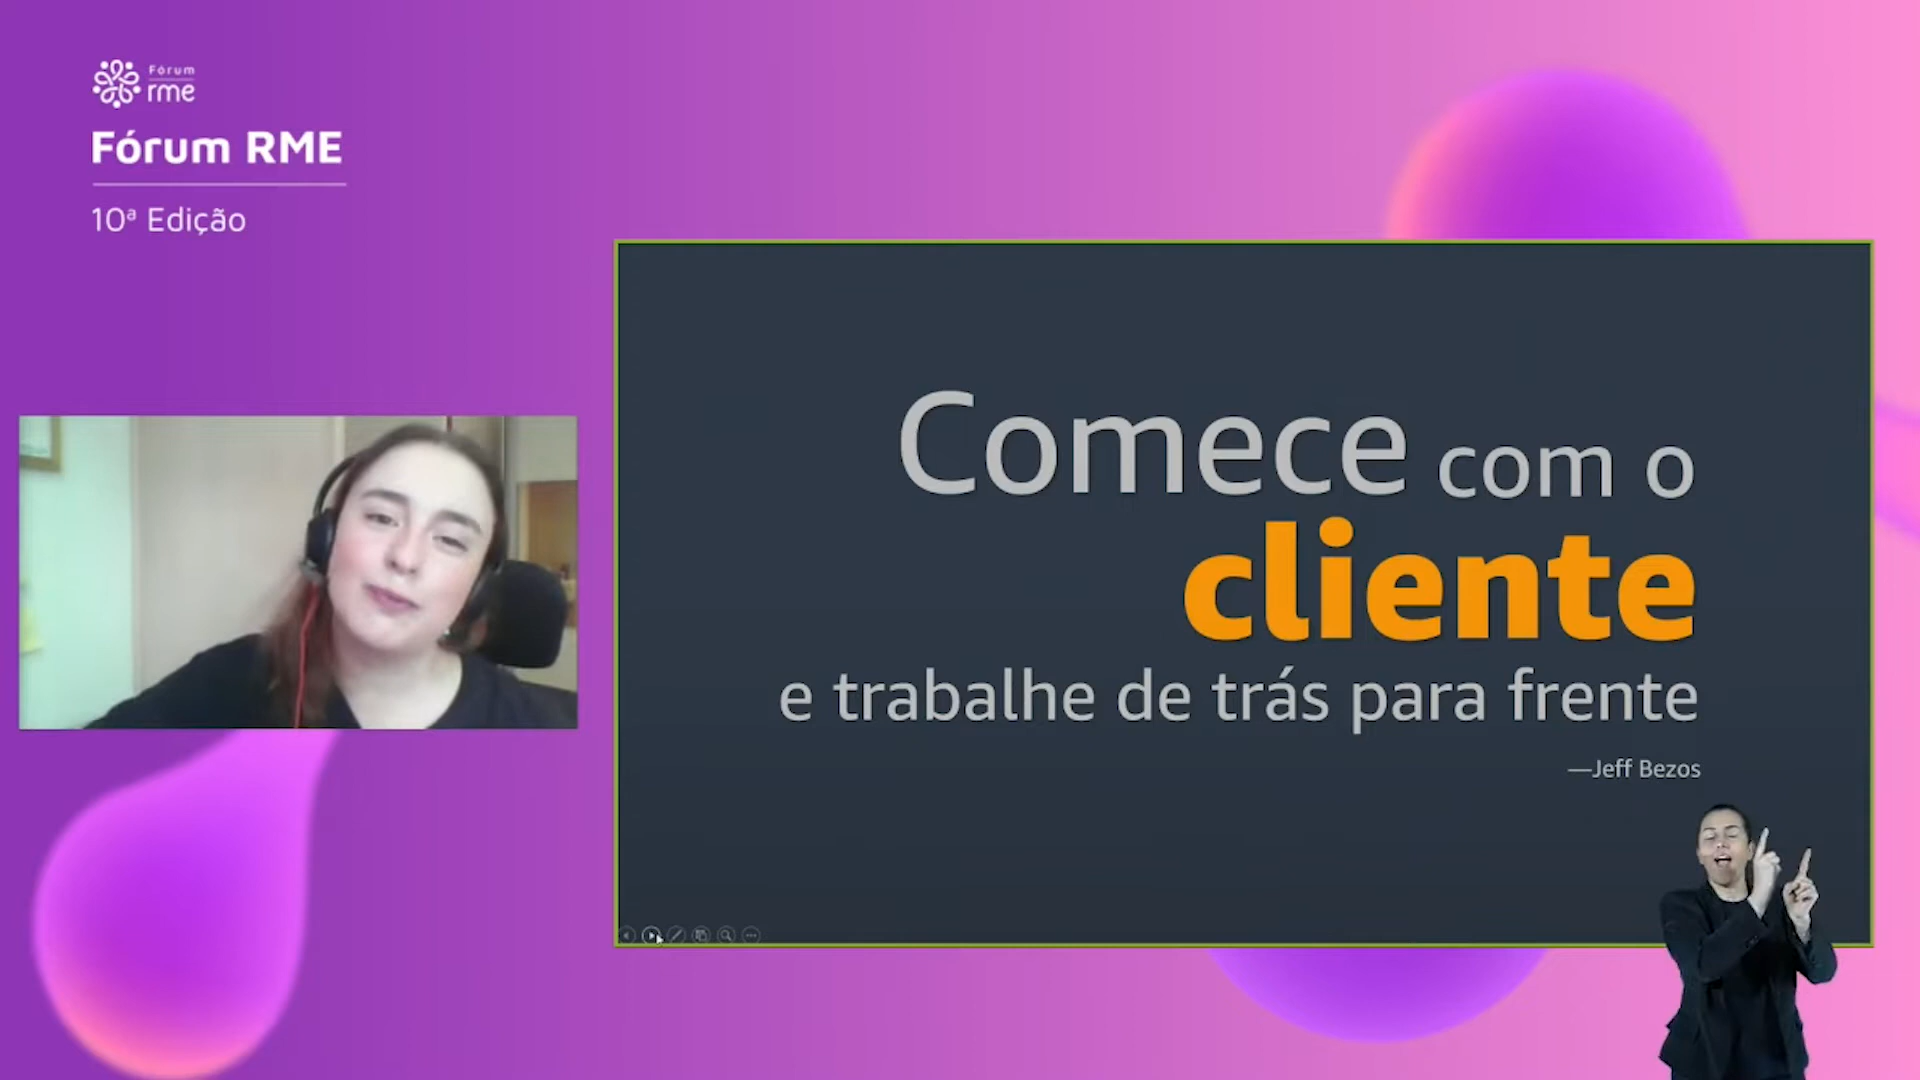 Fórum
rme
Fórum RME
10ª Edição
Comece com o
cliente
e trabalhe de trás para frente
—Jeff Bezos